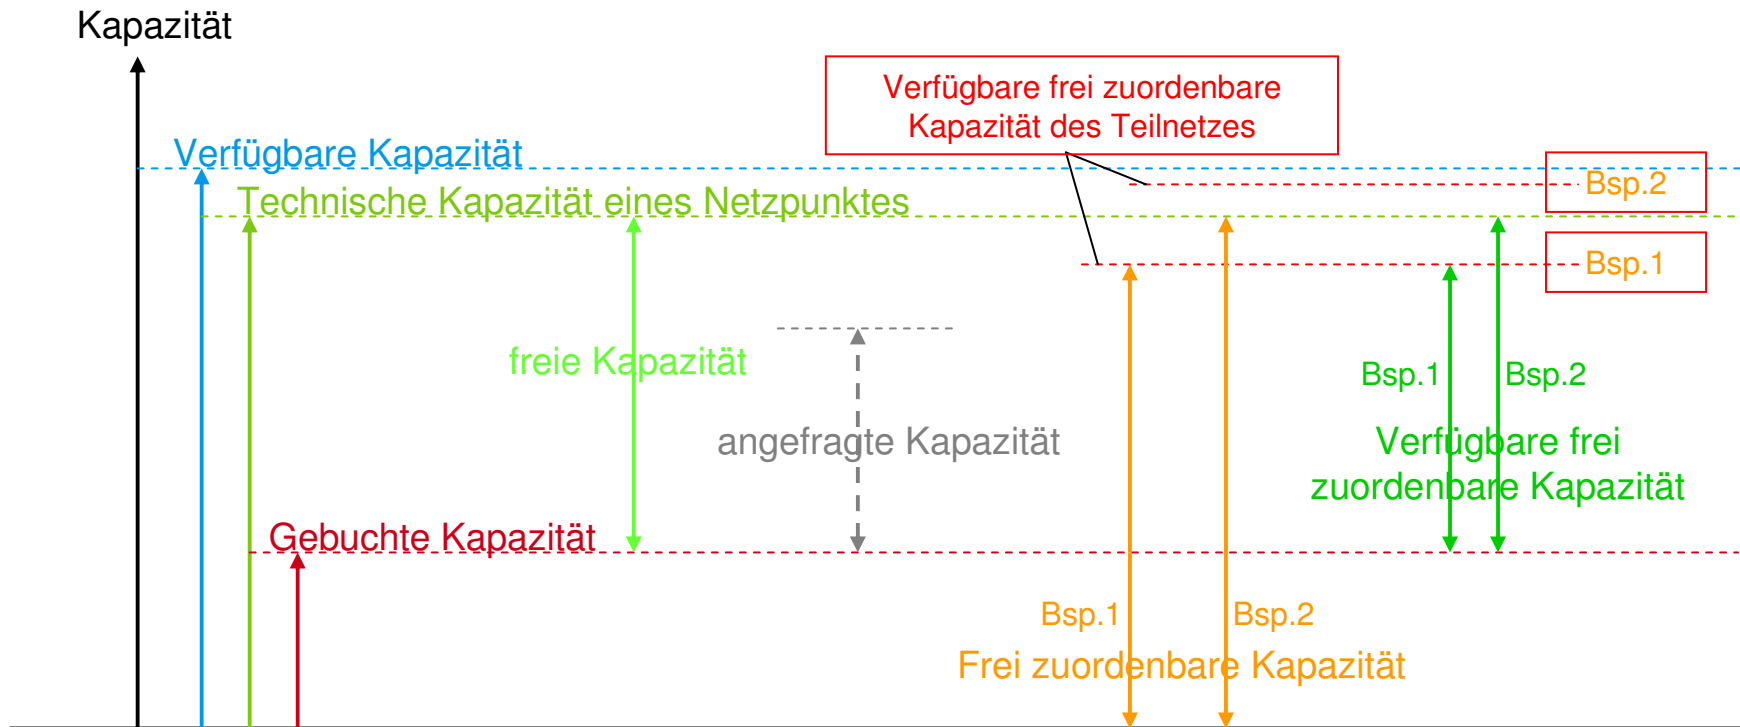 Kapazität
Verfügbare frei zuordenbare
Kapazität des Teilnetzes
Verfügbare Kapazität
Bsp.2
Technische Kapazität eines Netzpunktes
Bsp.1
freie Kapazität
Bsp.1
Bsp.2
angefragte Kapazität
Verfügbare frei
zuordenbare Kapazität
Gebuchte Kapazität
Bsp.1
Bsp.2
Frei zuordenbare Kapazität